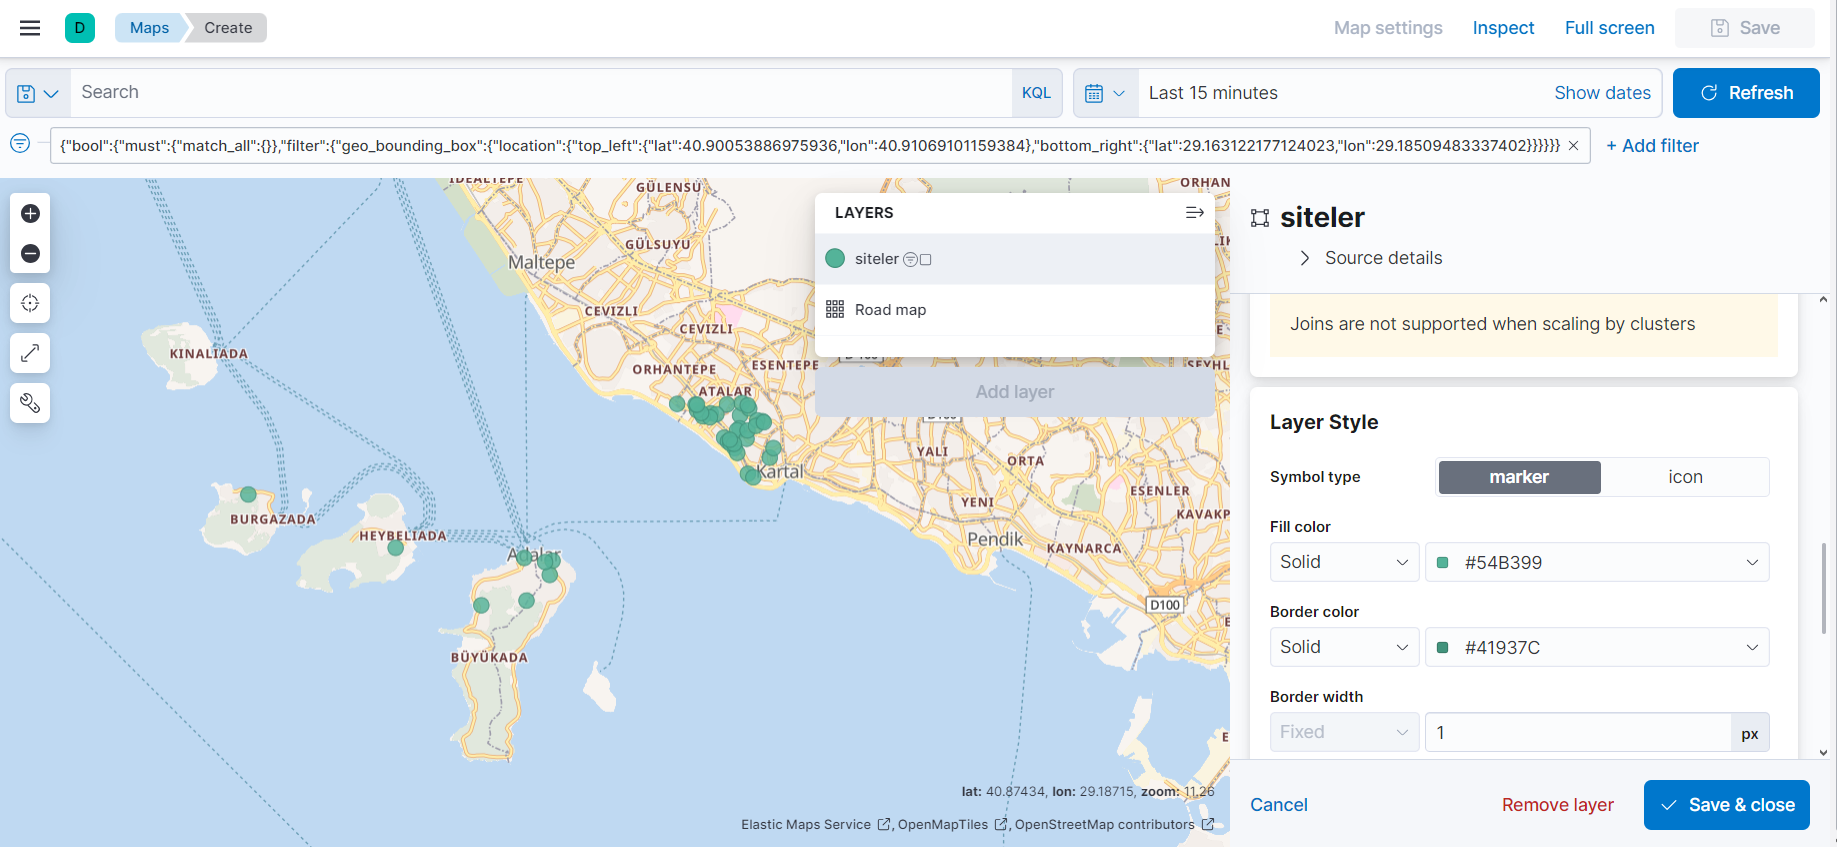 D
Maps
Create
Map settings
Inspect
Full screen
Save
Search
KQL
Last 15 minutes
Show dates
Refresh
{"bool":{"must":{"match_all":{}},"filter":{"geo_bounding_box":{"location":{"top_left":{"lat":40.90053886975936,"lon":40.91069101159384},"bottom_right":{"lat":29.163122177124023,"lon":29.18509483337402}}}}}} ×
+ Add filter
IDEALTEPE
GÜLENSU
ORHAN
GÜLSUYU
Maltepe
CEVIZLI
CEVIZLI
KINALIADA
ORHANTEPE
ESENTEPE
ATALAR
Kartal
YALI
ORTA
YENI
ESENLER
KAVAKP
Pendik
KAYNARCA
D100
BURGAZADA
HEYBELIADA
Adalar
BÜYÜKADA
LAYERS
siteler
Road map
Add layer
lat: 40.87434, lon: 29.18715, zoom: 11.26
Elastic Maps Service , OpenMapTiles , OpenStreetMap contributors
siteler
Source details
Joins are not supported when scaling by clusters
Layer Style
Symbol type
marker
icon
Fill color
Solid
#54B399
Border color
Solid
#41937C
Border width
Fixed
1
px
Cancel
Remove layer
Save & close